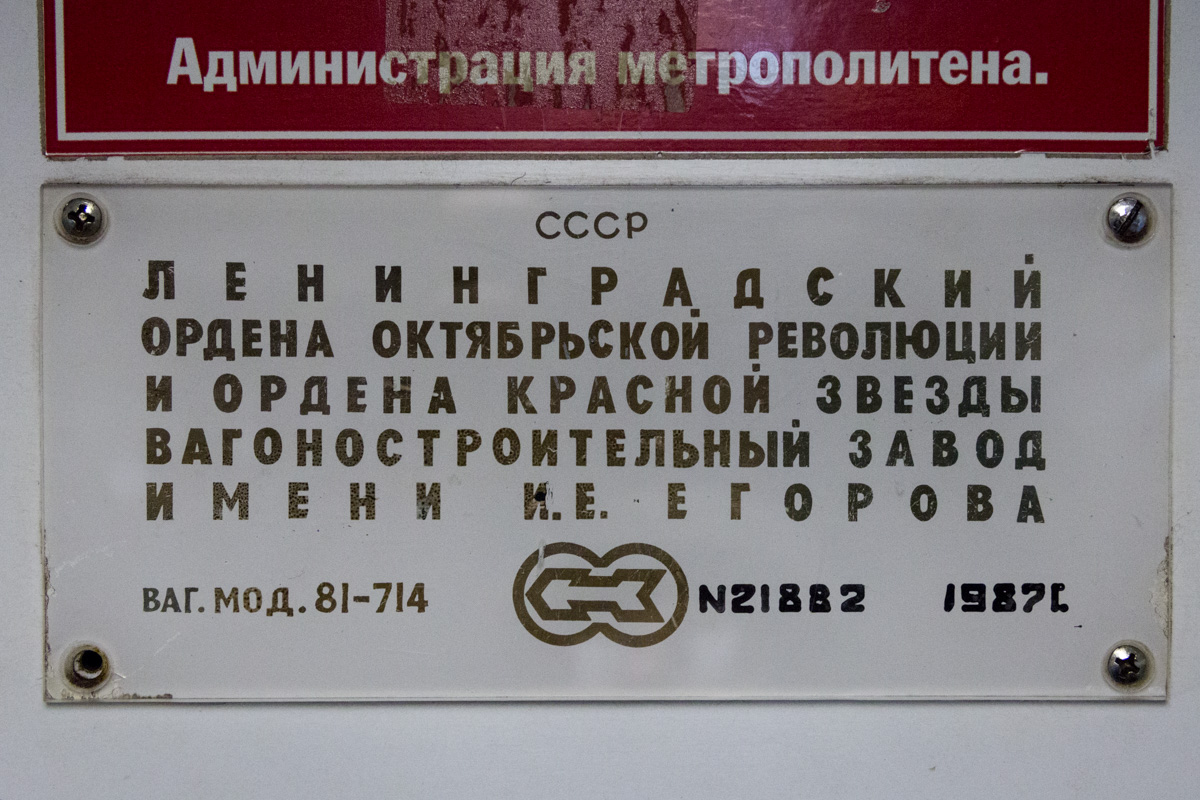 Администрация метрополитена.
СССР
ЛЕНИНГРАДСКИЙ
ОРДЕНА ОКТЯБРЬСКОЙ РЕВОЛЮЦИИ
И ОРДЕНА КРАСНОЙ ЗВЕЗДЫ
ВАГОНОСТРОИТЕЛЬНЫЙ ЗАВОД
ИМЕНИ И.Е. ЕГОРОВА
ВАГ. МОД. 81-714 N21882 1987г.